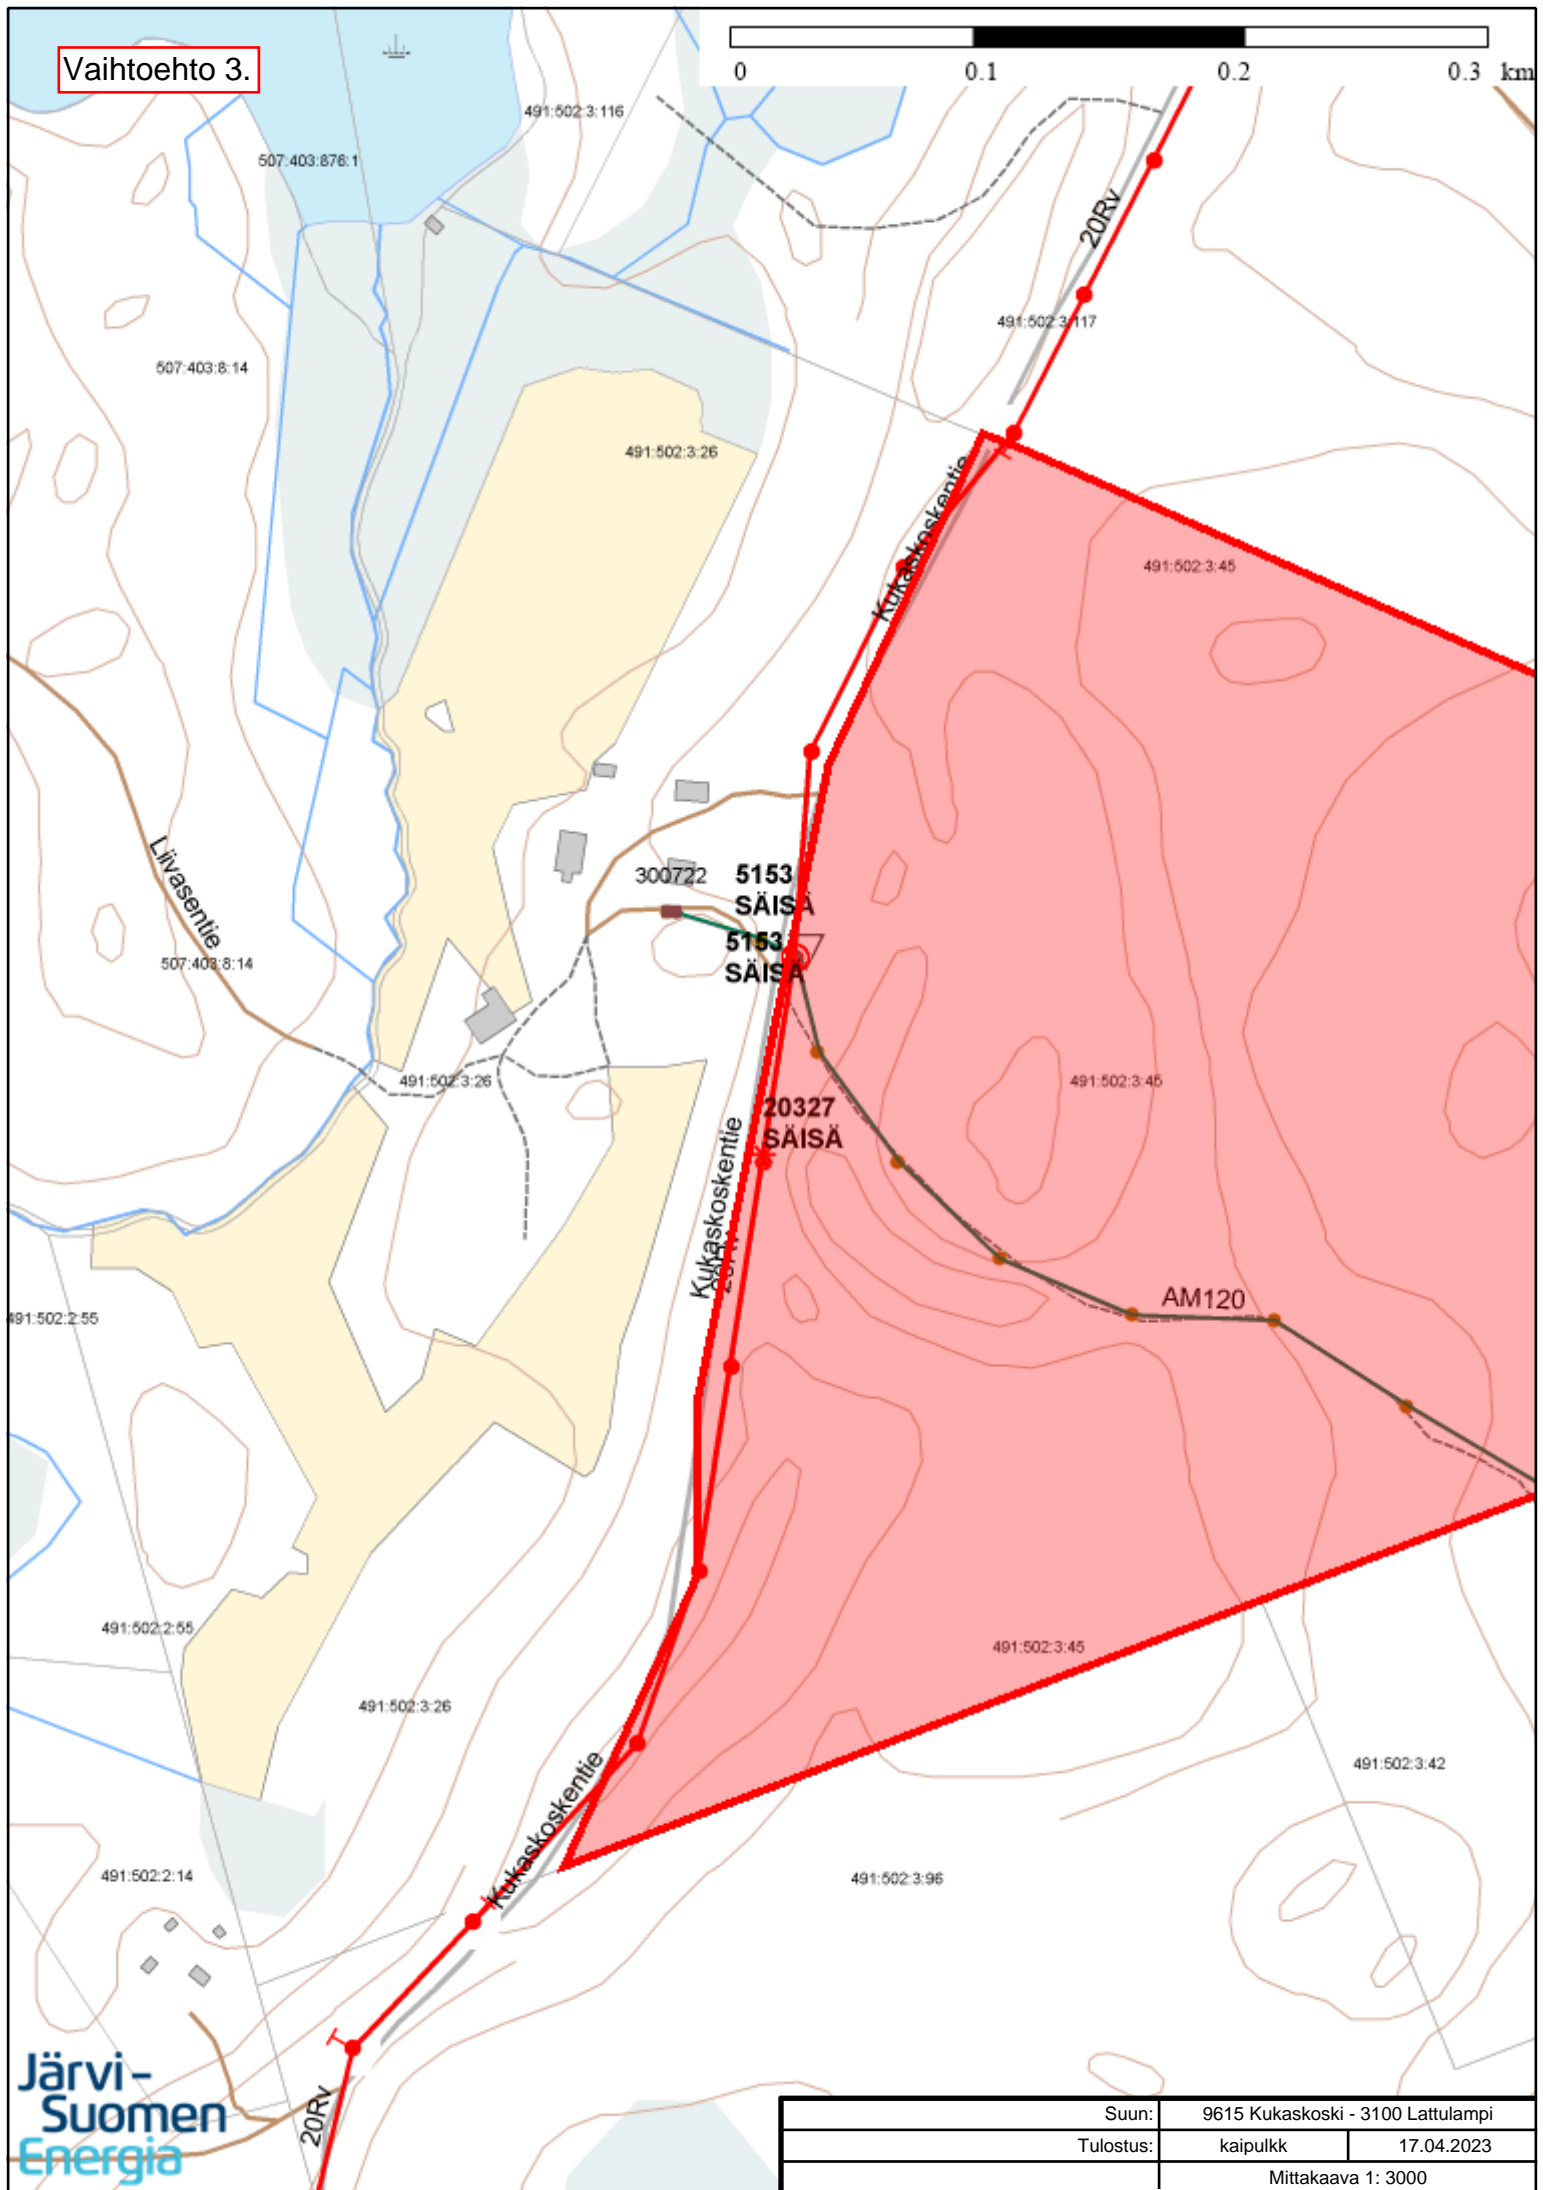 Vaihtoehto 3.
0 0.1 0.2 0.3 km
491:502:3:116
507:403:876:1
20Rv
491:502:3:117
507:403:8:14
491:502:3:26
Kukaskoskentie
491:502:3:45
Liivasentie
300722
5153
SÄISÄ
5153
SÄISÄ
507:403:8:14
491:502:3:26
491:502:3:45
20327
SÄISÄ
Kukaskoskentie
AM120
491:502:2:55
491:502:2:55
491:502:3:45
491:502:3:26
Kukaskoskentie
491:502:3:42
491:502:2:14
491:502:3:96
20Rv
Järvi-
Suomen
Energia
Suun: 9615 Kukaskoski - 3100 Lattulampi
Tulostus: kaipulkk 17.04.2023
Mittakaava 1: 3000